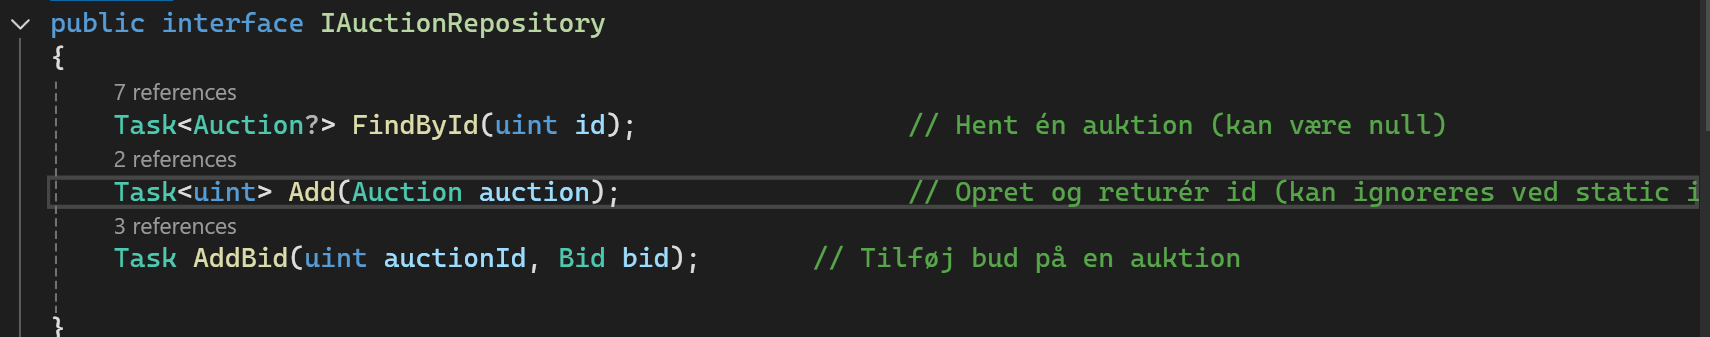 public interface IAuctionRepository
{
7 references
Task<Auction?> FindById(uint id); // Hent én auktion (kan være null)
2 references
Task<uint> Add(Auction auction); // Opret og returér id (kan ignoreres ved static i
3 references
Task AddBid(uint auctionId, Bid bid); // Tilføj bud på en auktion
}